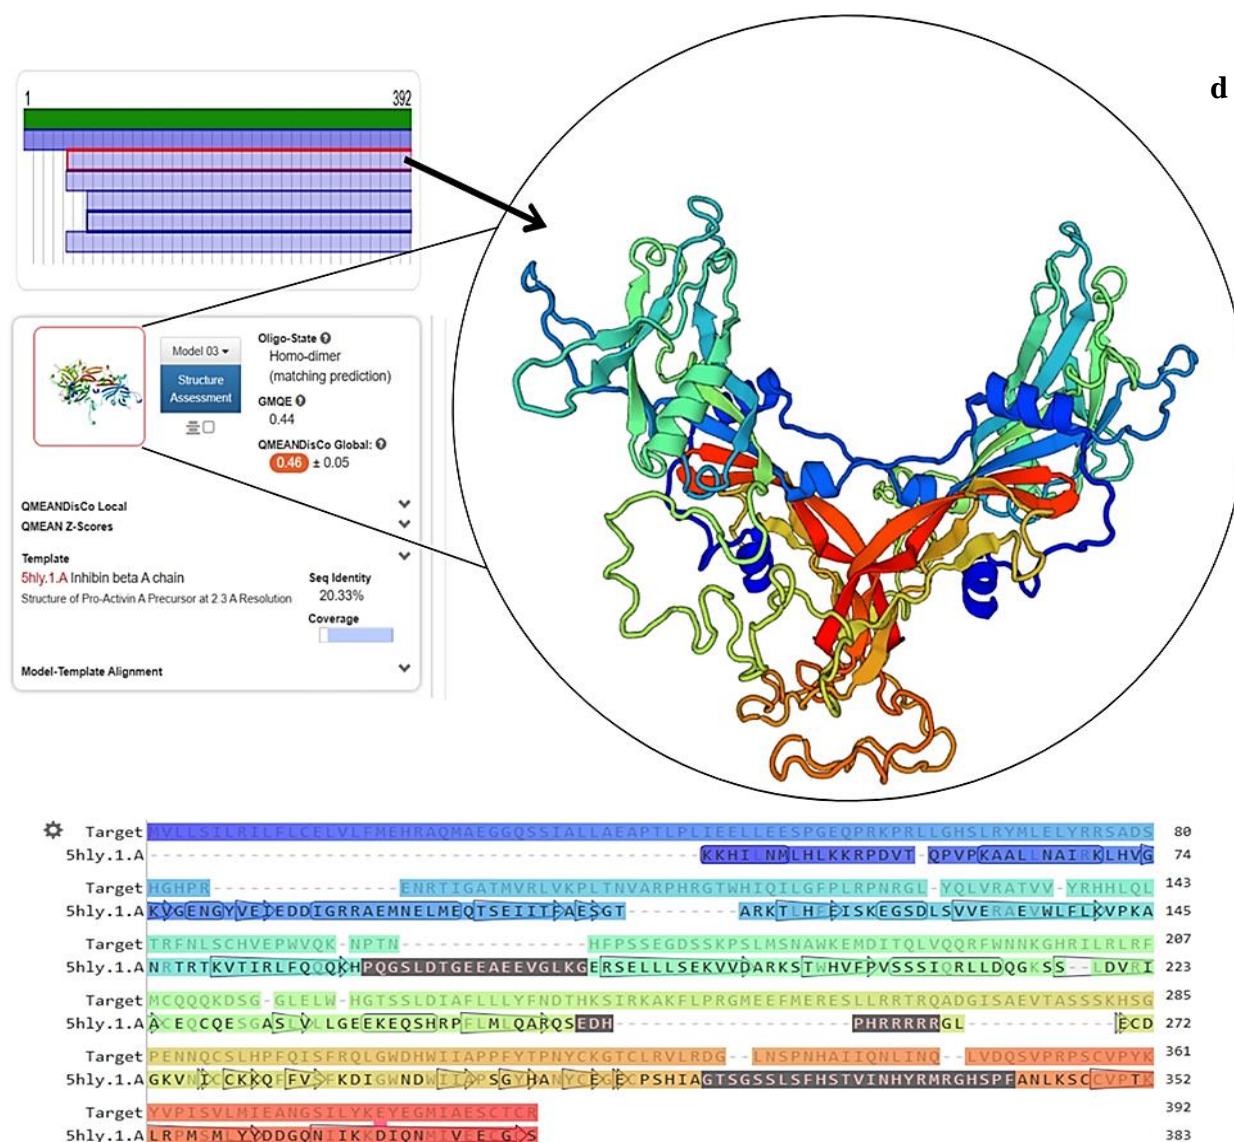 d
1 392
Model 03
Structure
Assessment
Oligo-State
Homo-dimer
(matching prediction)
GMQE
0.44
QMEANDisCo Global:
0.46 ± 0.05
QMEANDisCo Local
QMEAN Z-Scores
Template
5hly.1.A Inhibin beta A chain
Structure of Pro-Activin A Precursor at 2.3 A Resolution
Seq Identity
20.33%
Coverage
Model-Template Alignment
Target MVLLSILRILFLCELVLFMEHRAQMAEGGQSSIALLAEAPTLPLIEELLEESPGEQPRKPRLLGHSLRYMLELYRRSADS 80
5hly.1.A --------------------------------------------KKHILNMLHLKKRPDVT-QPVPKAALLNAIRKLHVG 74
Target HGHPR---------------ENRTIGATMVRLVKPLTNVARPHRGTWHIQILGFPLRPNRGL-YQLVRATVV-YRHHLQL 143
5hly.1.A KVGENGYVEIEDDIGRRAEMNELMEQTSEIITFAESGT---------ARKTLHFEISKEGSDLSVVERAEVWLFLKVPKA 145
Target TRFNLSCHVEPWVQK-NPTN---------------HFPSSEGDSSKPSLMSNAWKEMDITQLVQQRFWNNKGHRILRLRF 207
5hly.1.A NRTRTKVTIRLFQQQKHPQGSLDTGEEAEEVGLKGERSELLLSEKVVDARKSTWHVFPVSSSIQRLLDQGKSS--LDVRI 223
Target MCQQQKDSG-GLELW-HGTSSLDIAFLLLYFNDTHKSIRKAKFLPRGMEEFMERESLLRRTRQADGISAEVTASSSKHSG 285
5hly.1.A ACEQCQESGASLVLLGEEKEQSHRPFLMLQARQSEDH-------------------PHRRRRRGL------------ECD 272
Target PENNQCSLHPFQISFRQLGWDHWIIAPPFYTPNYCKGTCLRVLRDG--LNSPNHAIIQNLINQ--LVDQSVPRPSCVPYK 361
5hly.1.A GKVNICCKKQFFVSFKDIGWNDWIIAPSGYHANYCEGECPSHIAGTSGSSLSFHSTVINHYRMRGHSPFANLKSCCVPTK 352
Target YVPISVLMIEANGSILYKEYEGMIAESCTCR 392
5hly.1.A LRPMSMLYYDDGQNIIKKDIQNMIVEECGCS 383